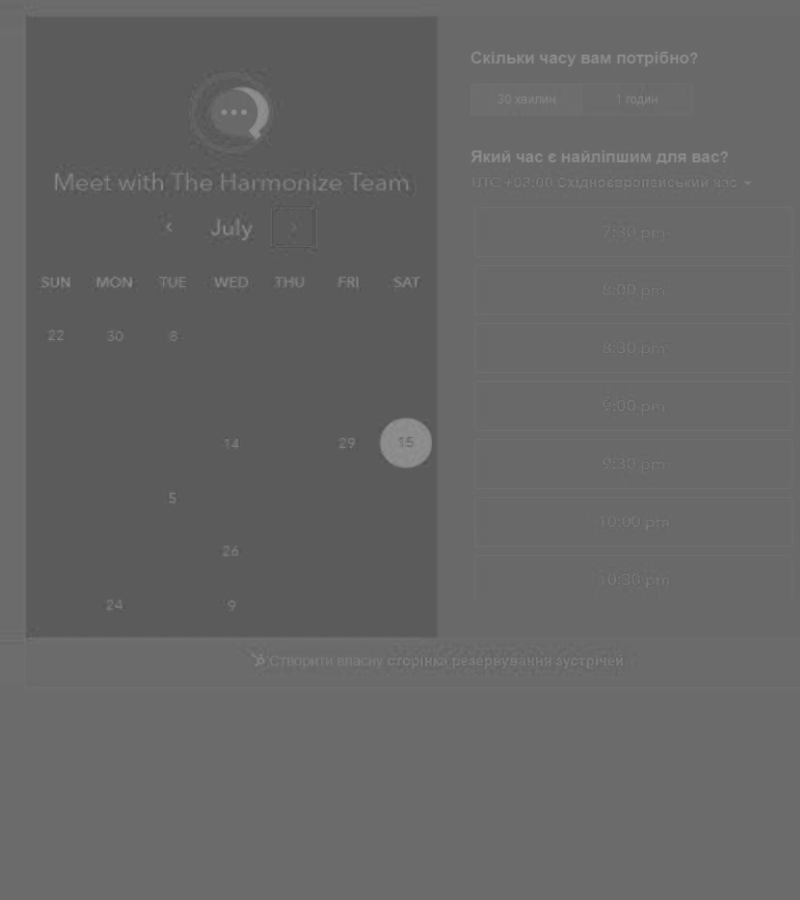 Meet with The Harmonize Team
July
SUN MON TUE WED THU FRI SAT
22 30 8
14 29 15
5
26
24 9
Скільки часу вам потрібно?
30 хвилин 1 годин
Який час є найліпшим для вас?
UTC +03:00 Східноєвропейський час
7:30 pm
8:00 pm
8:30 pm
9:00 pm
9:30 pm
10:00 pm
10:30 pm
Створити власну сторінка резервування зустрічей